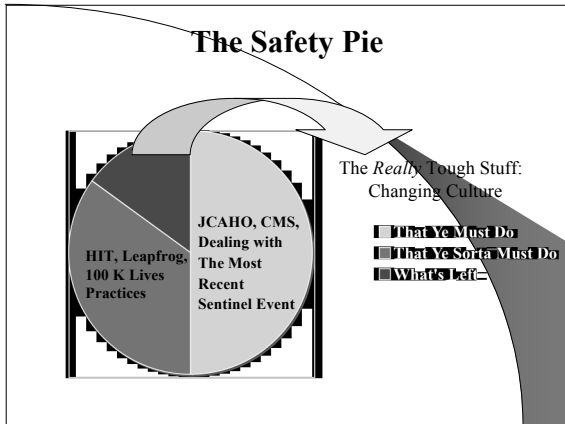 The Safety Pie
The Really Tough Stuff:
Changing Culture
JCAHO, CMS,
Dealing with
The Most
Recent
Sentinel Event
HIT, Leapfrog,
100 K Lives
Practices
That Ye Must Do
That Ye Sorta Must Do
What's Left